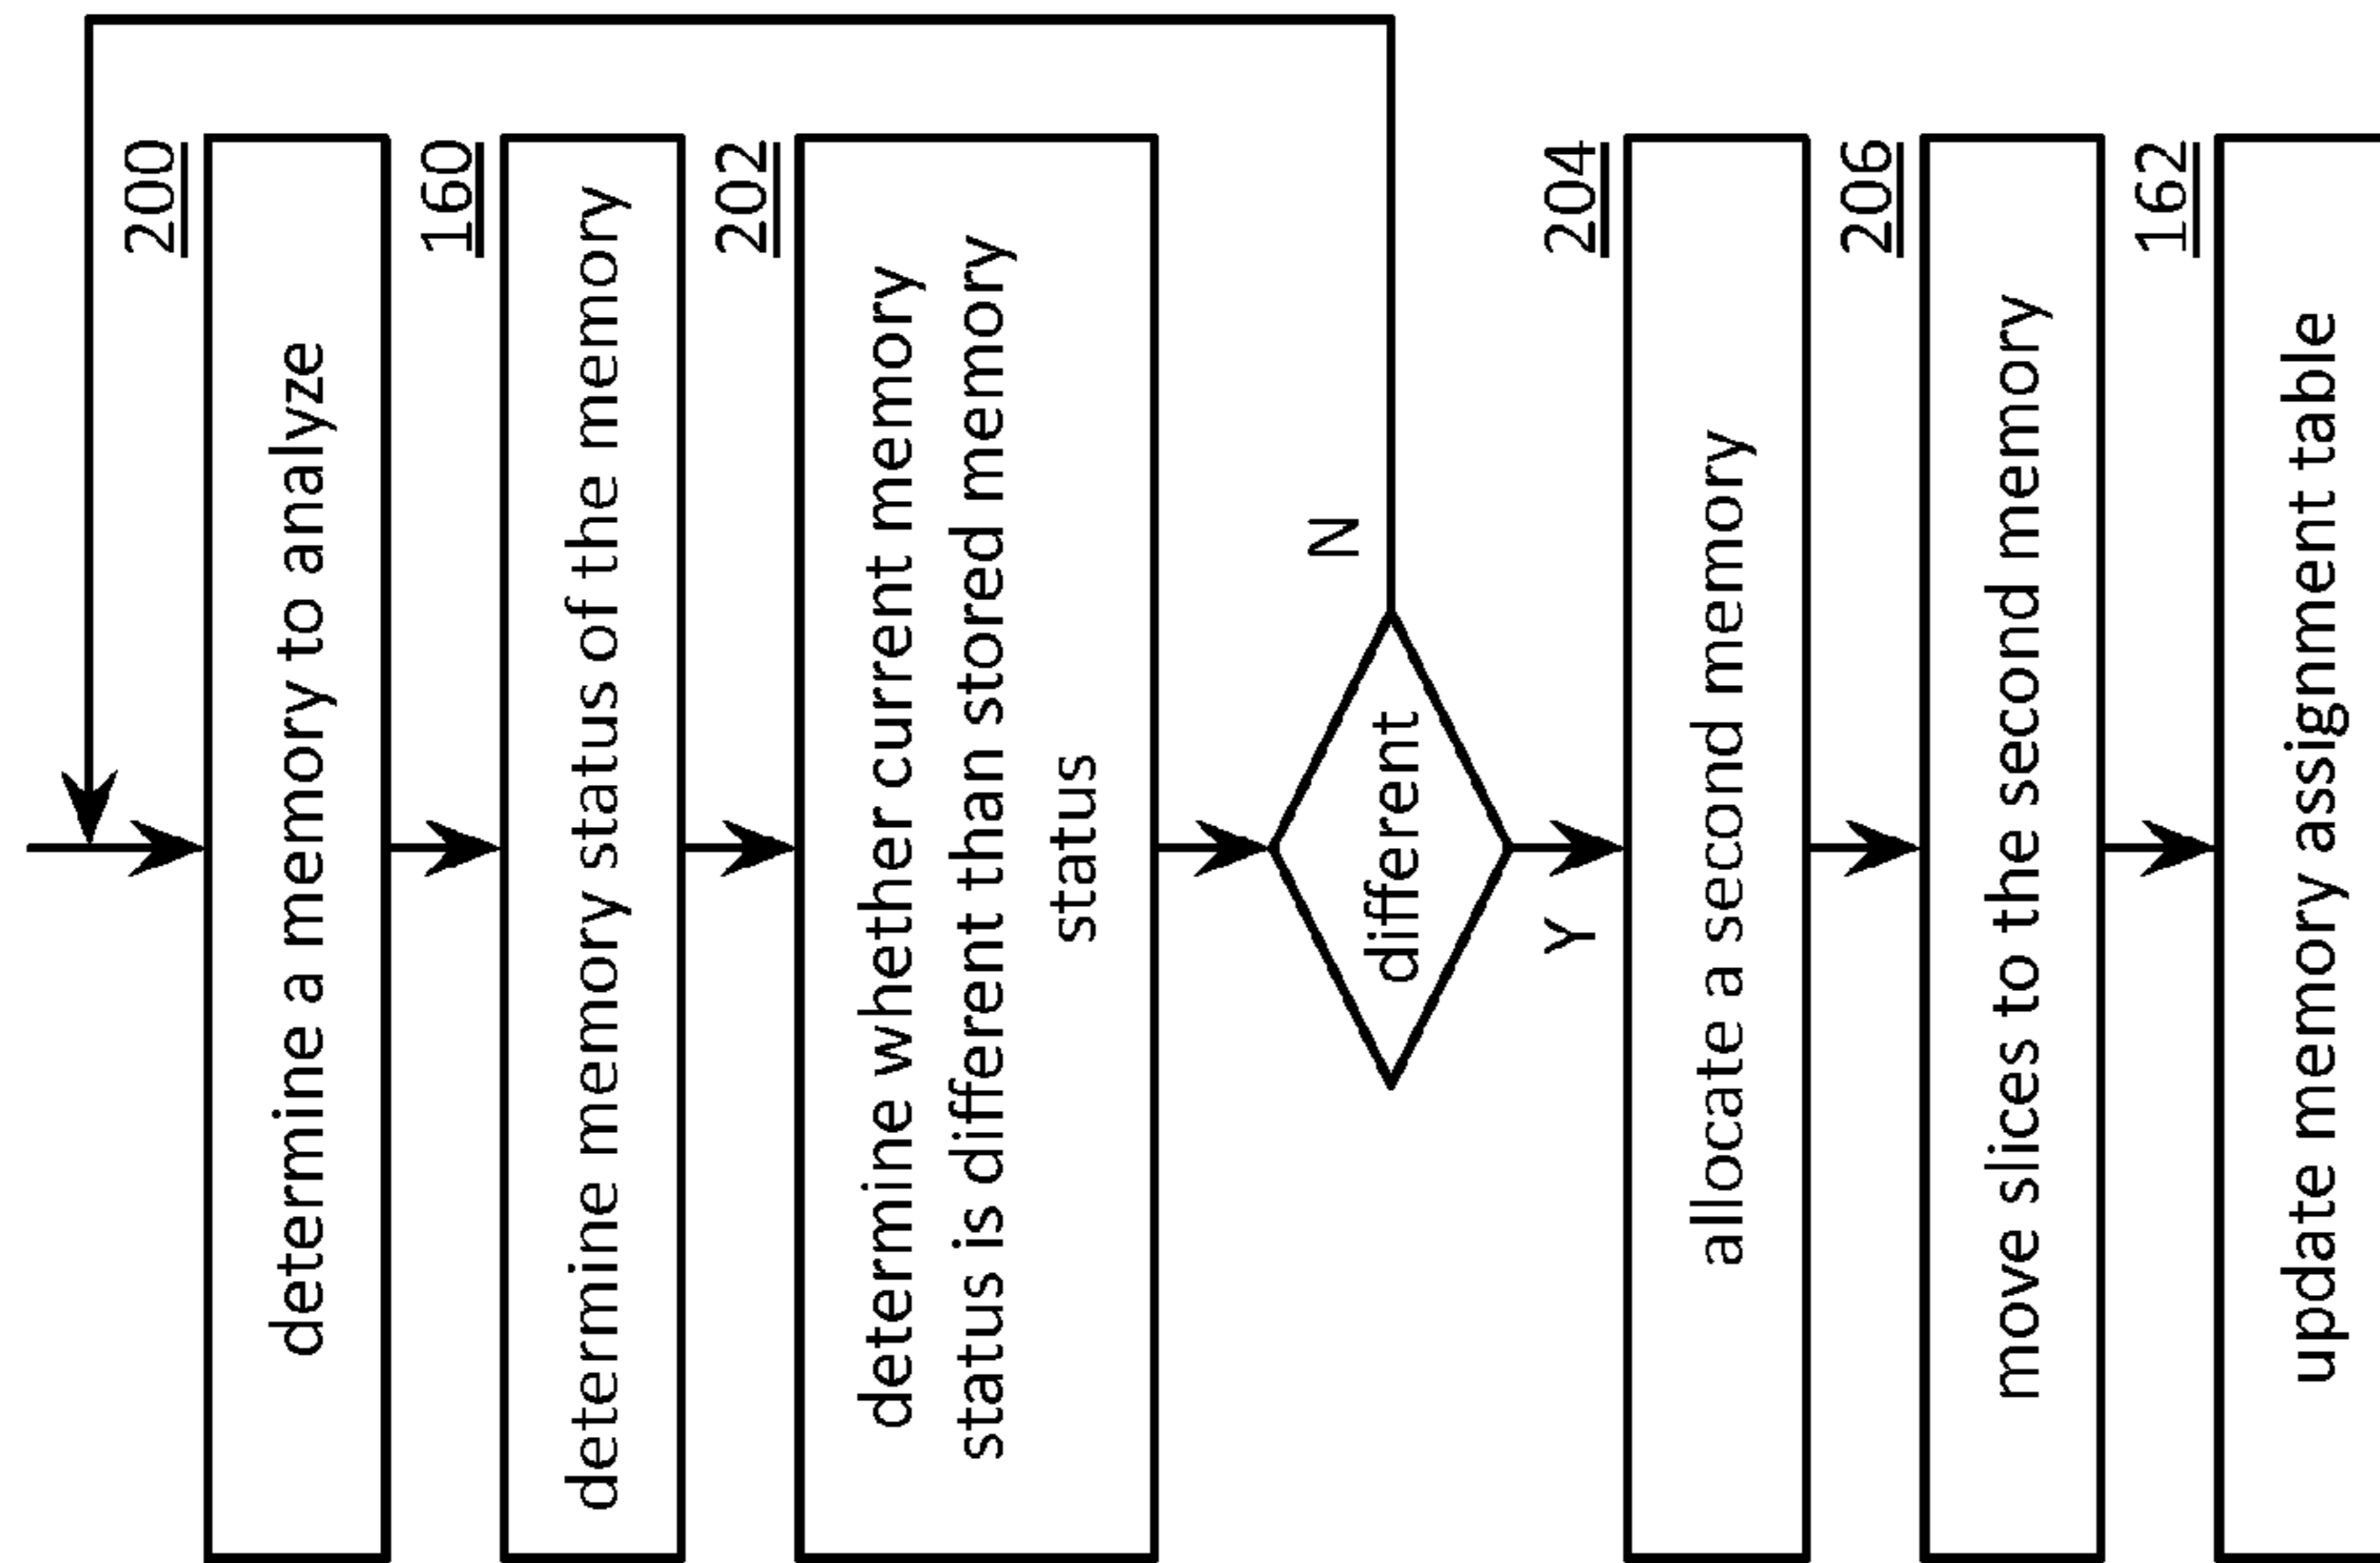 200
determine a memory to analyze
160
determine memory status of the memory
202
determine whether current memory
status is different than stored memory
status
different
N
Y
204
allocate a second memory
206
move slices to the second memory
162
update memory assignment table